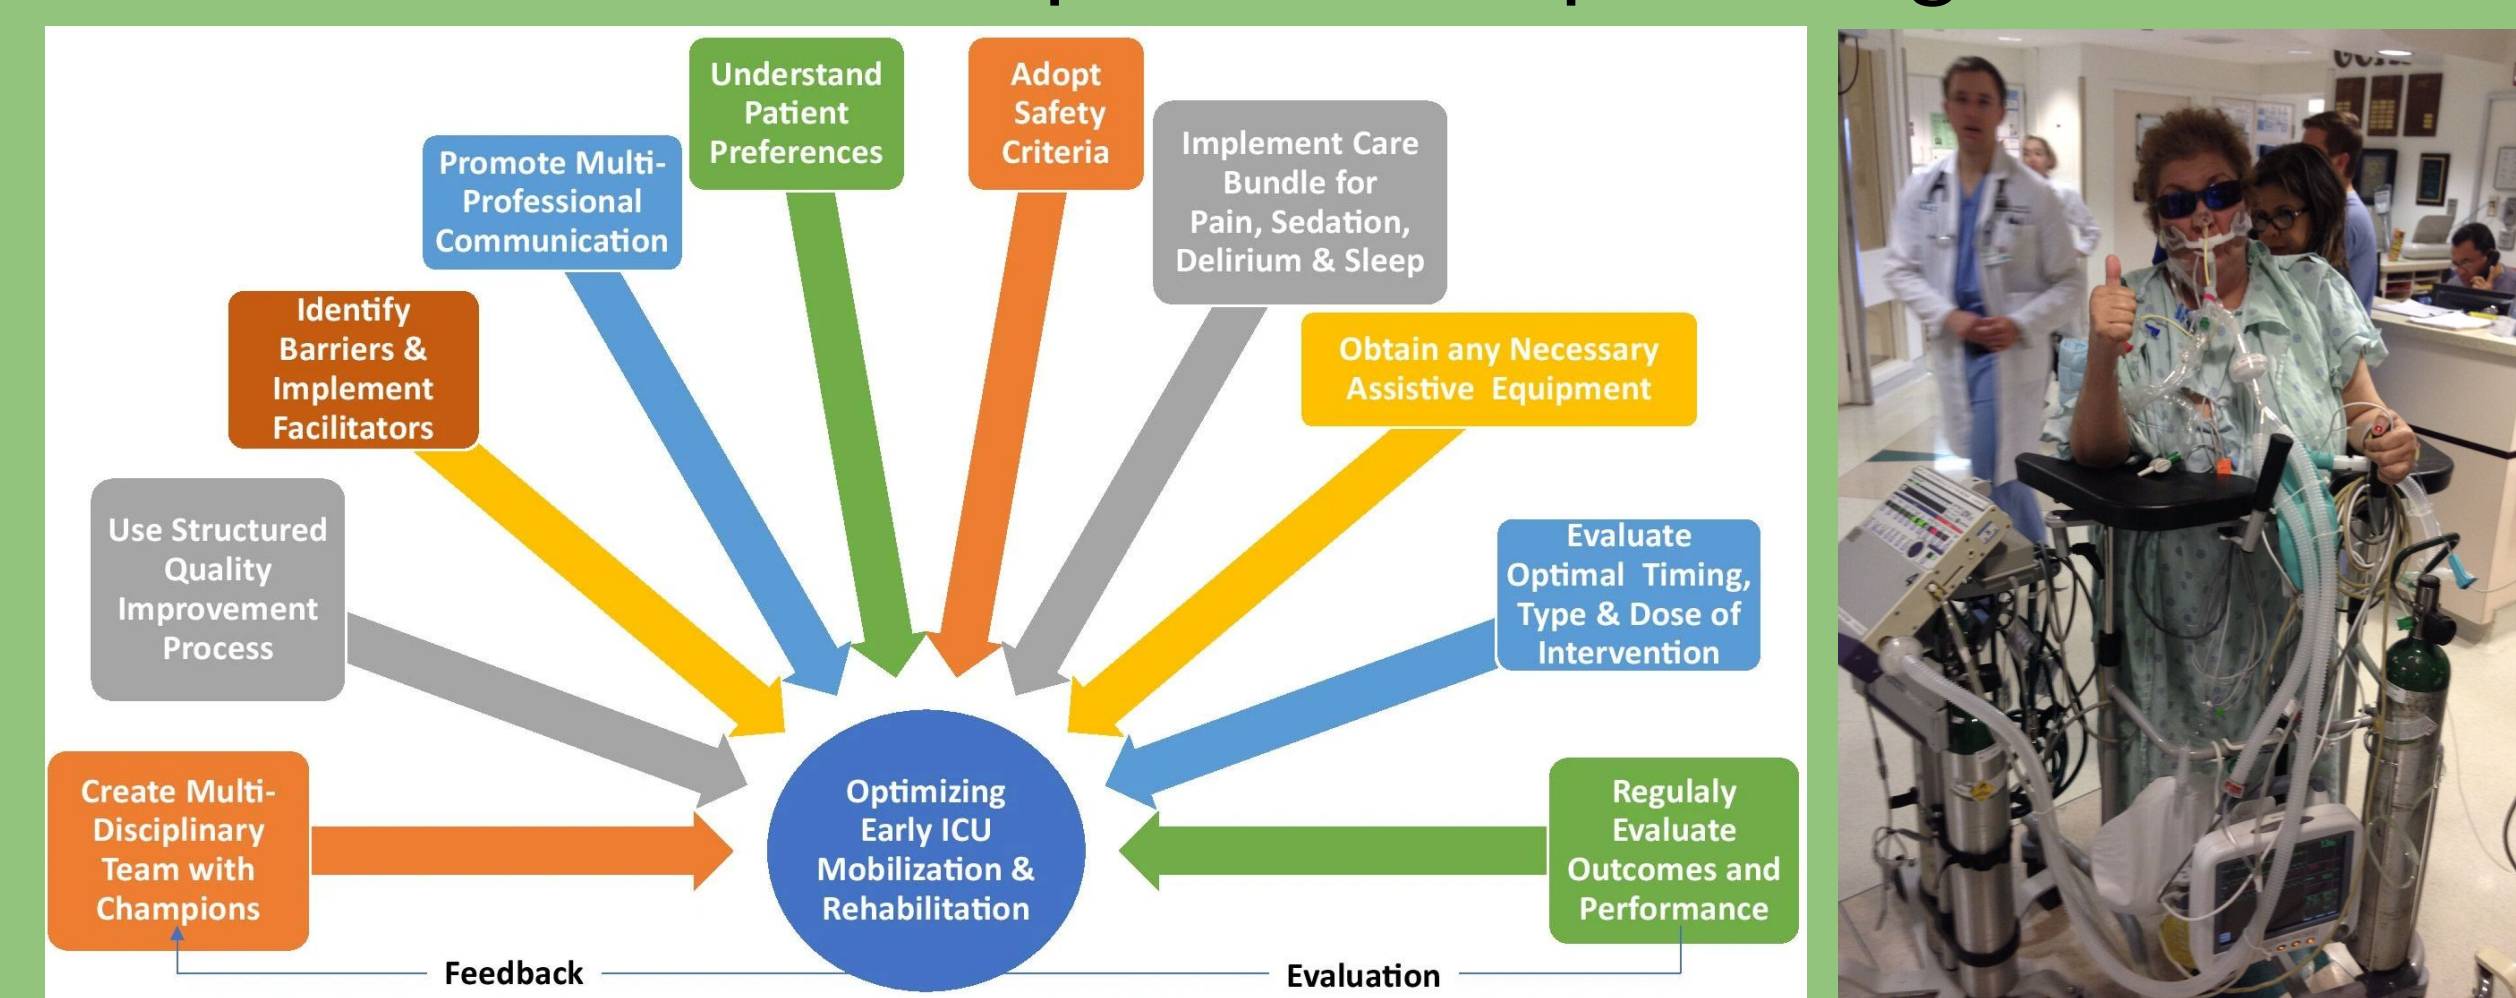 Understand
Patient
Preferences
Adopt
Safety
Criteria
Promote Multi-
Professional
Communication
Implement Care
Bundle for
Pain, Sedation,
Delirium & Sleep
Identify
Barriers &
Implement
Facilitators
Obtain any Necessary
Assistive Equipment
Use Structured
Quality
Improvement
Process
Evaluate
Optimal Timing,
Type & Dose of
Intervention
Create Multi-
Disciplinary
Team with
Champions
Optimizing
Early ICU
Mobilization &
Rehabilitation
Regulaly
Evaluate
Outcomes and
Performance
Feedback
Evaluation